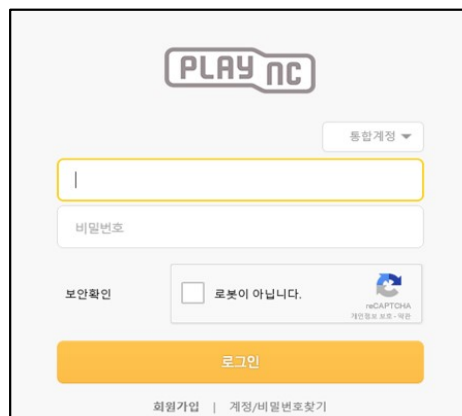 PLAY NC
통합계정
비밀번호
보안확인 로봇이 아닙니다.
reCAPTCHA
개인정보 보호 - 약관
로그인
회원가입 | 계정/비밀번호찾기